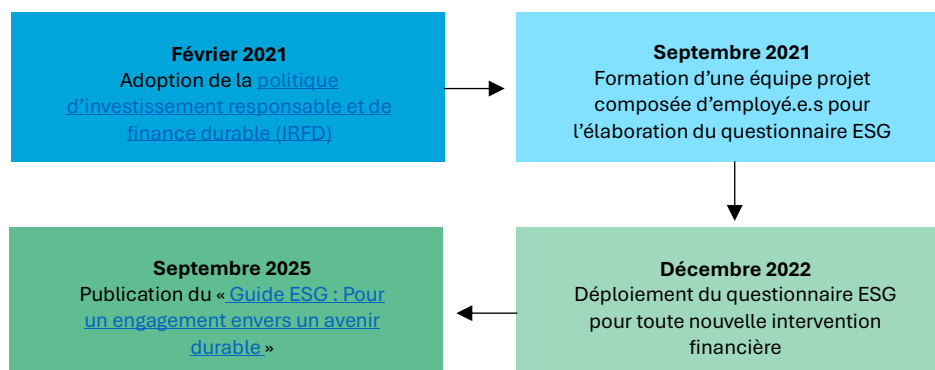 Février 2021
Adoption de la politique
d’investissement responsable et de
finance durable (IRFD)
Septembre 2021
Formation d’une équipe projet
composée d’employé.e.s pour
l’élaboration du questionnaire ESG
Décembre 2022
Déploiement du questionnaire ESG
pour toute nouvelle intervention
financière
Septembre 2025
Publication du « Guide ESG : Pour
un engagement envers un avenir
durable »